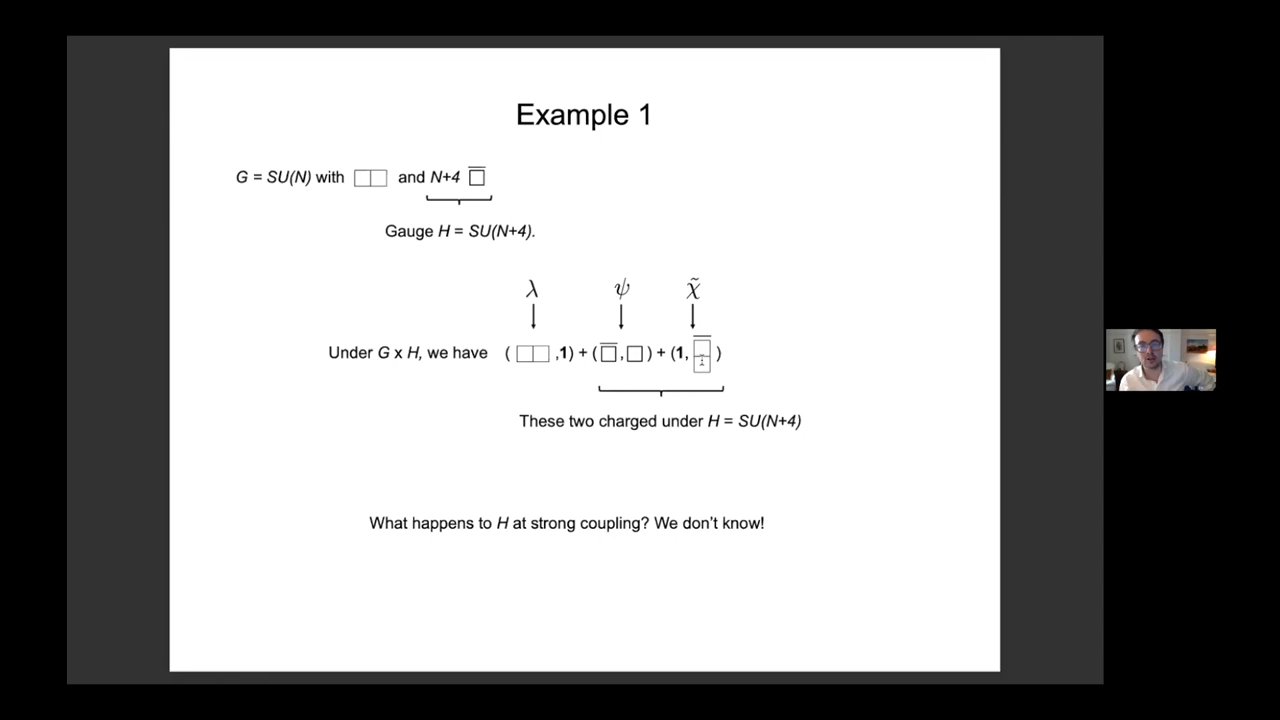 Example 1
G = SU(N) with □□ and N+4 □̅
Gauge H = SU(N+4).
λ ψ χ̃
Under G x H, we have ( □□ ,1) + ( □̅ , □ ) + (1, )
These two charged under H = SU(N+4)
What happens to H at strong coupling? We don't know!